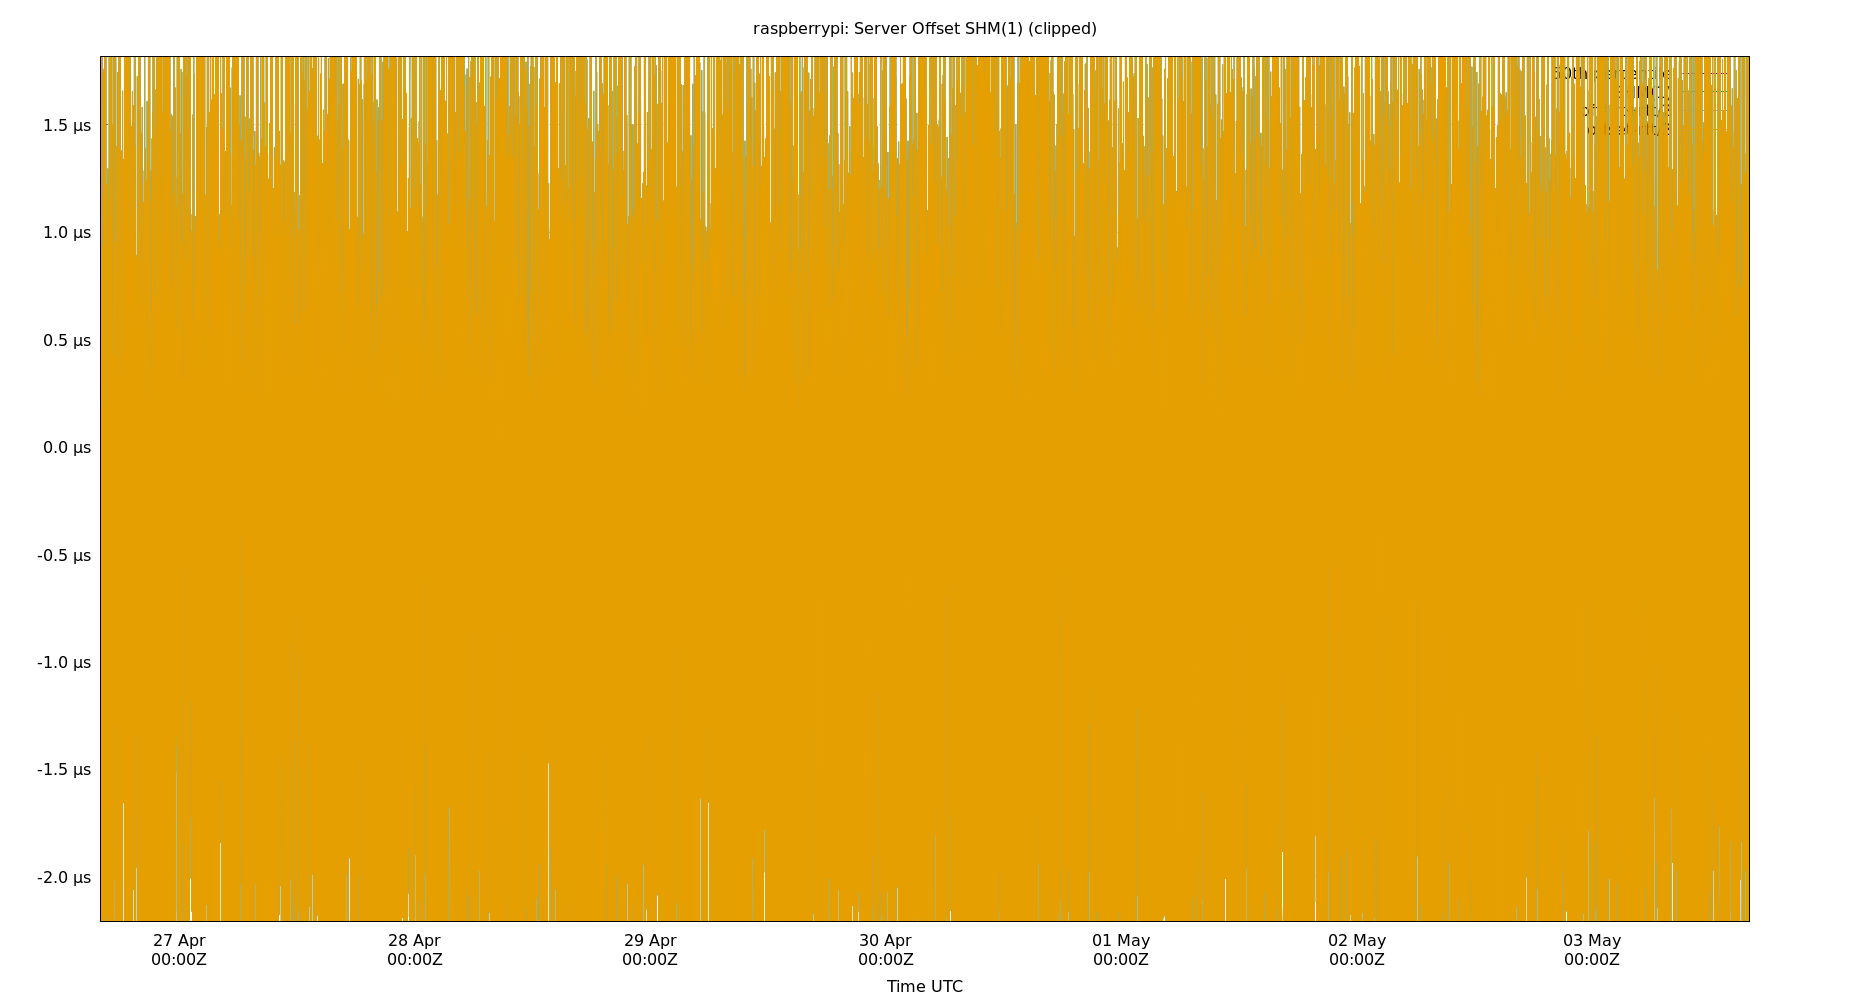 raspberrypi: Server Offset SHM(1) (clipped)
1.5 µs
1.0 µs
0.5 µs
0.0 µs
-0.5 µs
-1.0 µs
-1.5 µs
-2.0 µs
27 Apr 28 Apr 29 Apr 30 Apr 01 May 02 May 03 May
00:00Z 00:00Z 00:00Z 00:00Z 00:00Z 00:00Z 00:00Z
Time UTC